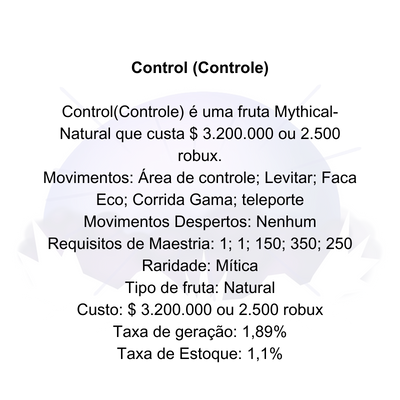 Control (Controle)
Control(Controle) é uma fruta Mythical-
Natural que custa $ 3.200.000 ou 2.500
robux.
Movimentos: Área de controle; Levitar; Faca
Eco; Corrida Gama; teleporte
Movimentos Despertos: Nenhum
Requisitos de Maestria: 1; 1; 150; 350; 250
Raridade: Mítica
Tipo de fruta: Natural
Custo: $ 3.200.000 ou 2.500 robux
Taxa de geração: 1,89%
Taxa de Estoque: 1,1%